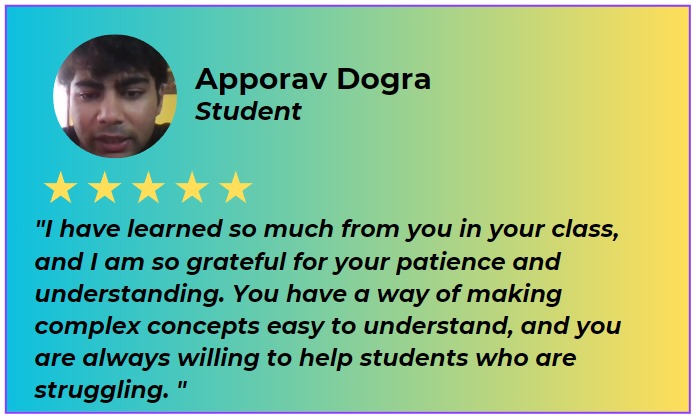 Apporav Dogra
Student
"I have learned so much from you in your class,
and I am so grateful for your patience and
understanding. You have a way of making
complex concepts easy to understand, and you
are always willing to help students who are
struggling. "